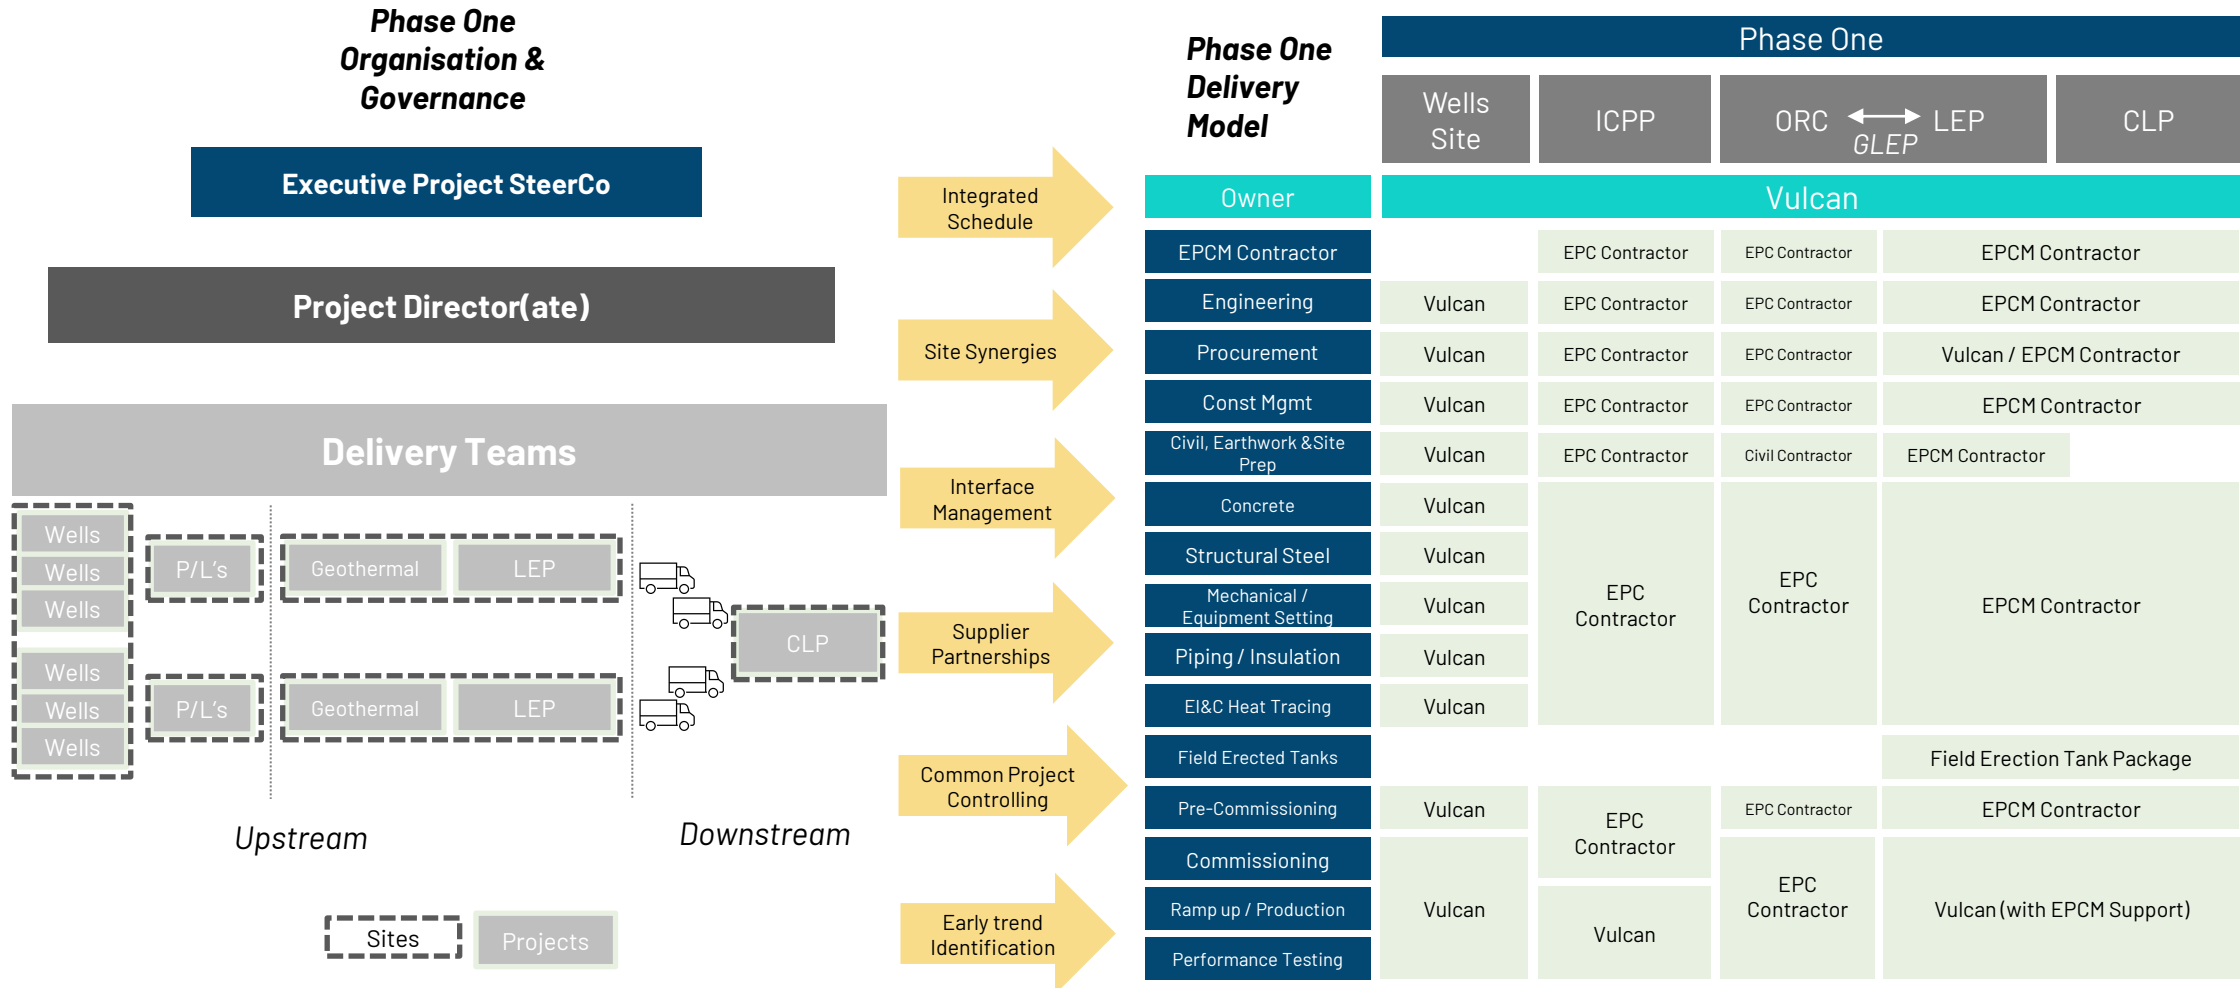 Phase One
Organisation &
Governance
Executive Project SteerCo
Project Director(ate)
Delivery Teams
Wells
Wells
Wells
P/L's
Geothermal
LEP
CLP
Wells
Wells
Wells
P/L's
Geothermal
LEP
Upstream
Downstream
Sites
Projects
Integrated
Schedule
Site Synergies
Interface
Management
Supplier
Partnerships
Common Project
Controlling
Early trend
Identification
Phase One
Delivery
Model
Phase One
Wells
Site
ICPP
ORC
LEP
GLEP
CLP
Owner
Vulcan
EPCM Contractor
EPC Contractor
EPC Contractor
EPCM Contractor
Engineering
Vulcan
EPC Contractor
EPC Contractor
EPCM Contractor
Procurement
Vulcan
EPC Contractor
EPC Contractor
Vulcan / EPCM Contractor
Const Mgmt
Vulcan
EPC Contractor
EPC Contractor
EPCM Contractor
Civil, Earthwork &Site
Prep
Vulcan
EPC Contractor
Civil Contractor
EPCM Contractor
Concrete
Vulcan
Structural Steel
Vulcan
Mechanical /
Equipment Setting
Vulcan
EPC
Contractor
EPC
Contractor
EPCM Contractor
Piping / Insulation
Vulcan
EI&C Heat Tracing
Vulcan
Field Erected Tanks
Field Erection Tank Package
Pre-Commissioning
Vulcan
EPC
Contractor
EPC Contractor
EPCM Contractor
Commissioning
Ramp up / Production
Vulcan
Vulcan
EPC
Contractor
Vulcan (with EPCM Support)
Performance Testing